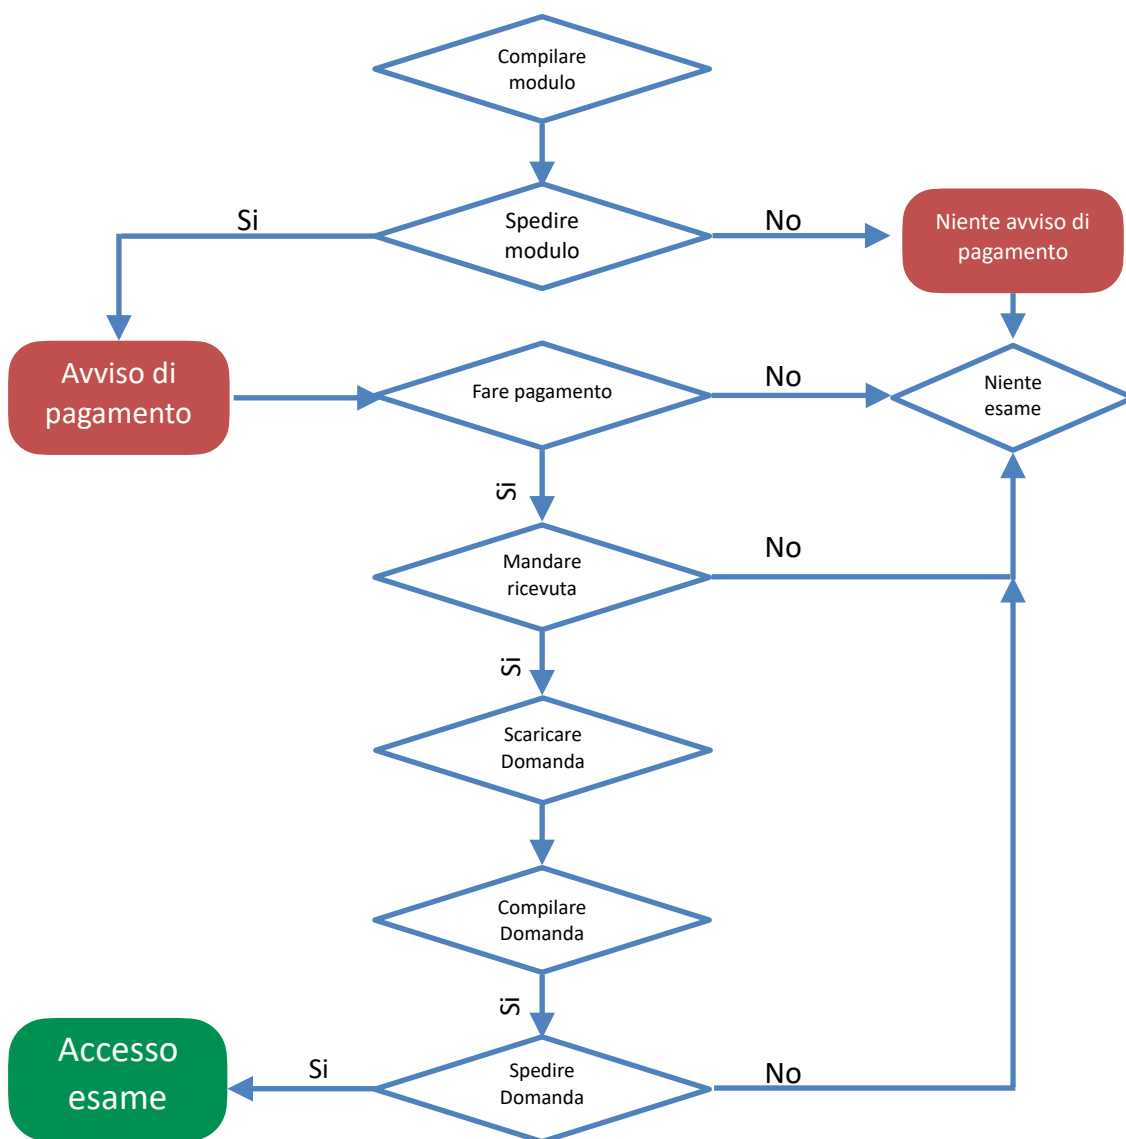 Compilare
modulo
Si
Spedire
modulo
No
Niente avviso di
pagamento
Avviso di
pagamento
Fare pagamento
No
Niente
esame
Si
Mandare
ricevuta
No
Si
Scaricare
Domanda
Compilare
Domanda
Si
Accesso
esame
Si
Spedire
Domanda
No